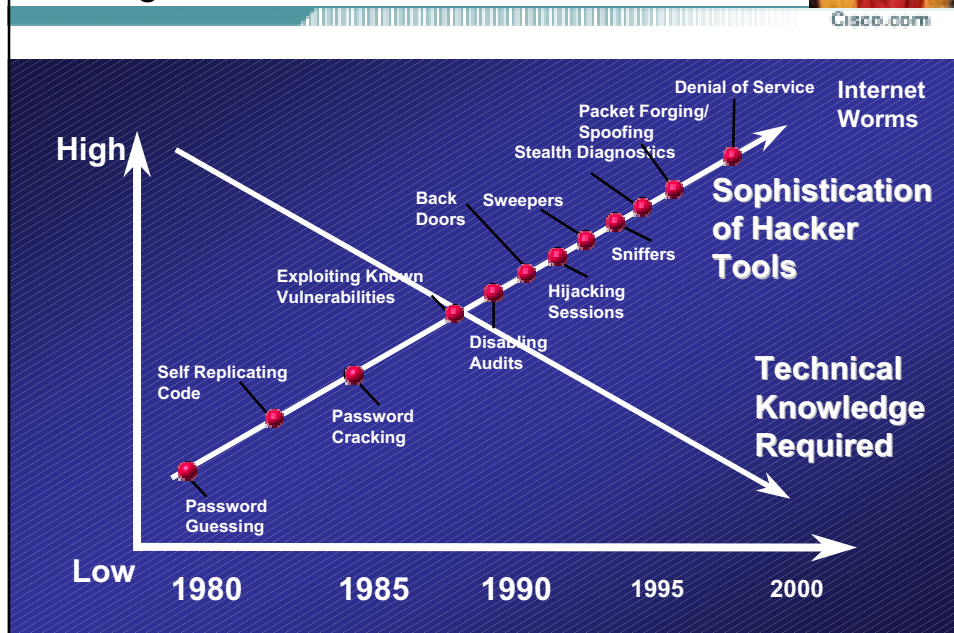 Cisco.com
Denial of Service
Internet
Worms
Packet Forging/
Spoofing
Stealth Diagnostics
High
Sophistication
of Hacker
Tools
Back
Doors
Sweepers
Sniffers
Exploiting Known
Vulnerabilities
Hijacking
Sessions
Disabling
Audits
Self Replicating
Code
Technical
Knowledge
Required
Password
Cracking
Password
Guessing
Low
1980 1985 1990 1995 2000